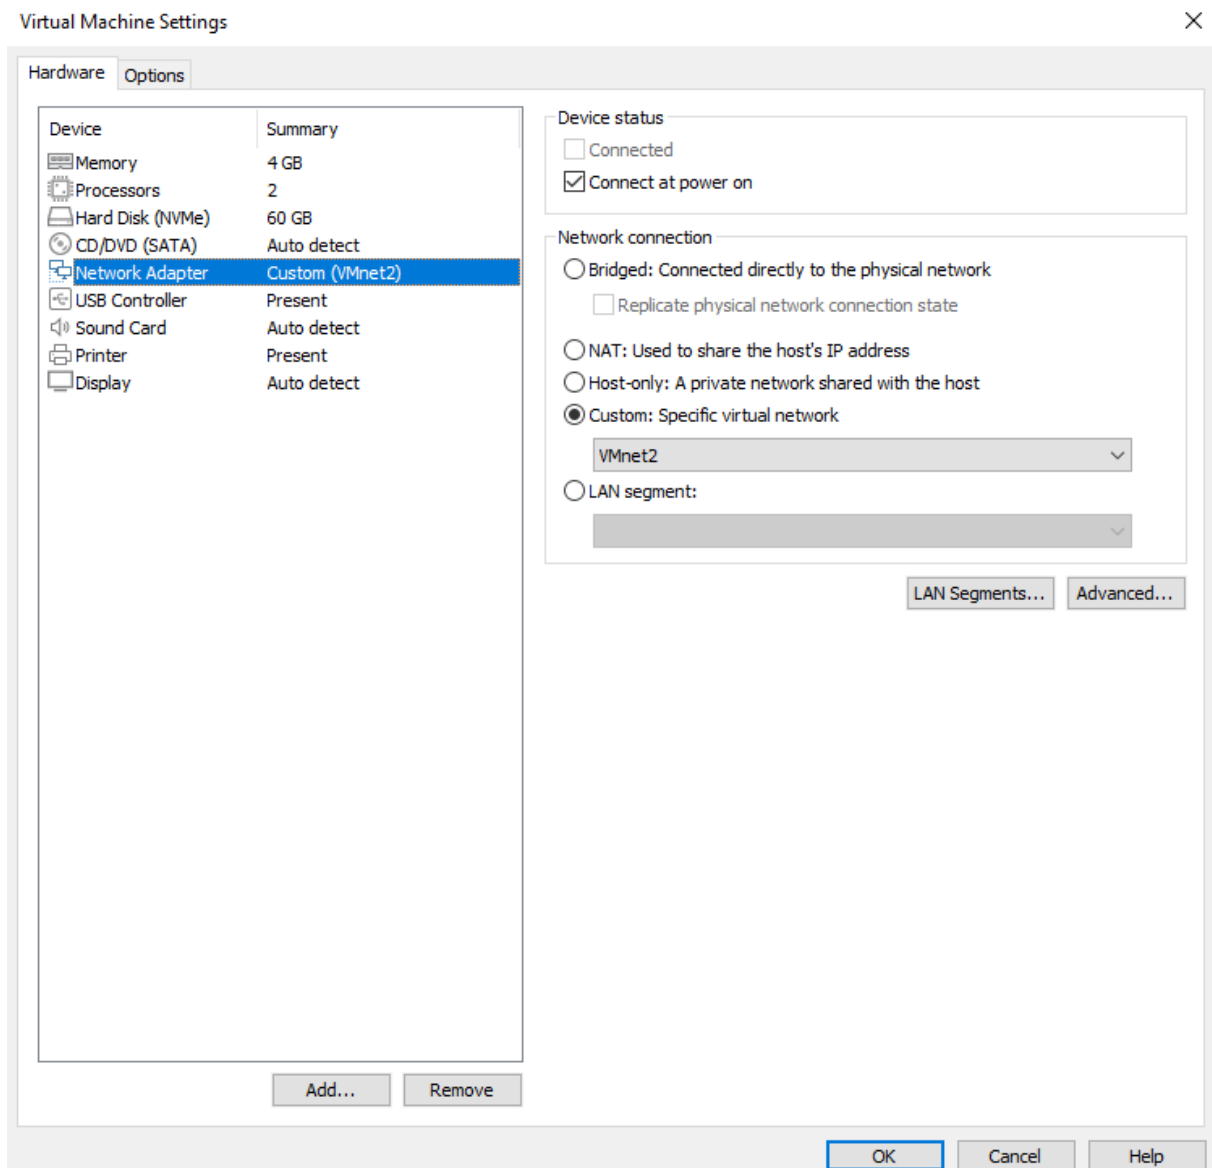 Virtual Machine Settings
Hardware Options
Device Summary
Memory 4 GB
Processors 2
Hard Disk (NVMe) 60 GB
CD/DVD (SATA) Auto detect
Network Adapter Custom (VMnet2)
USB Controller Present
Sound Card Auto detect
Printer Present
Display Auto detect
Add... Remove
Device status
Connected
Connect at power on
Network connection
Bridged: Connected directly to the physical network
Replicate physical network connection state
NAT: Used to share the host's IP address
Host-only: A private network shared with the host
Custom: Specific virtual network
VMnet2
LAN segment:
LAN Segments... Advanced...
OK Cancel Help